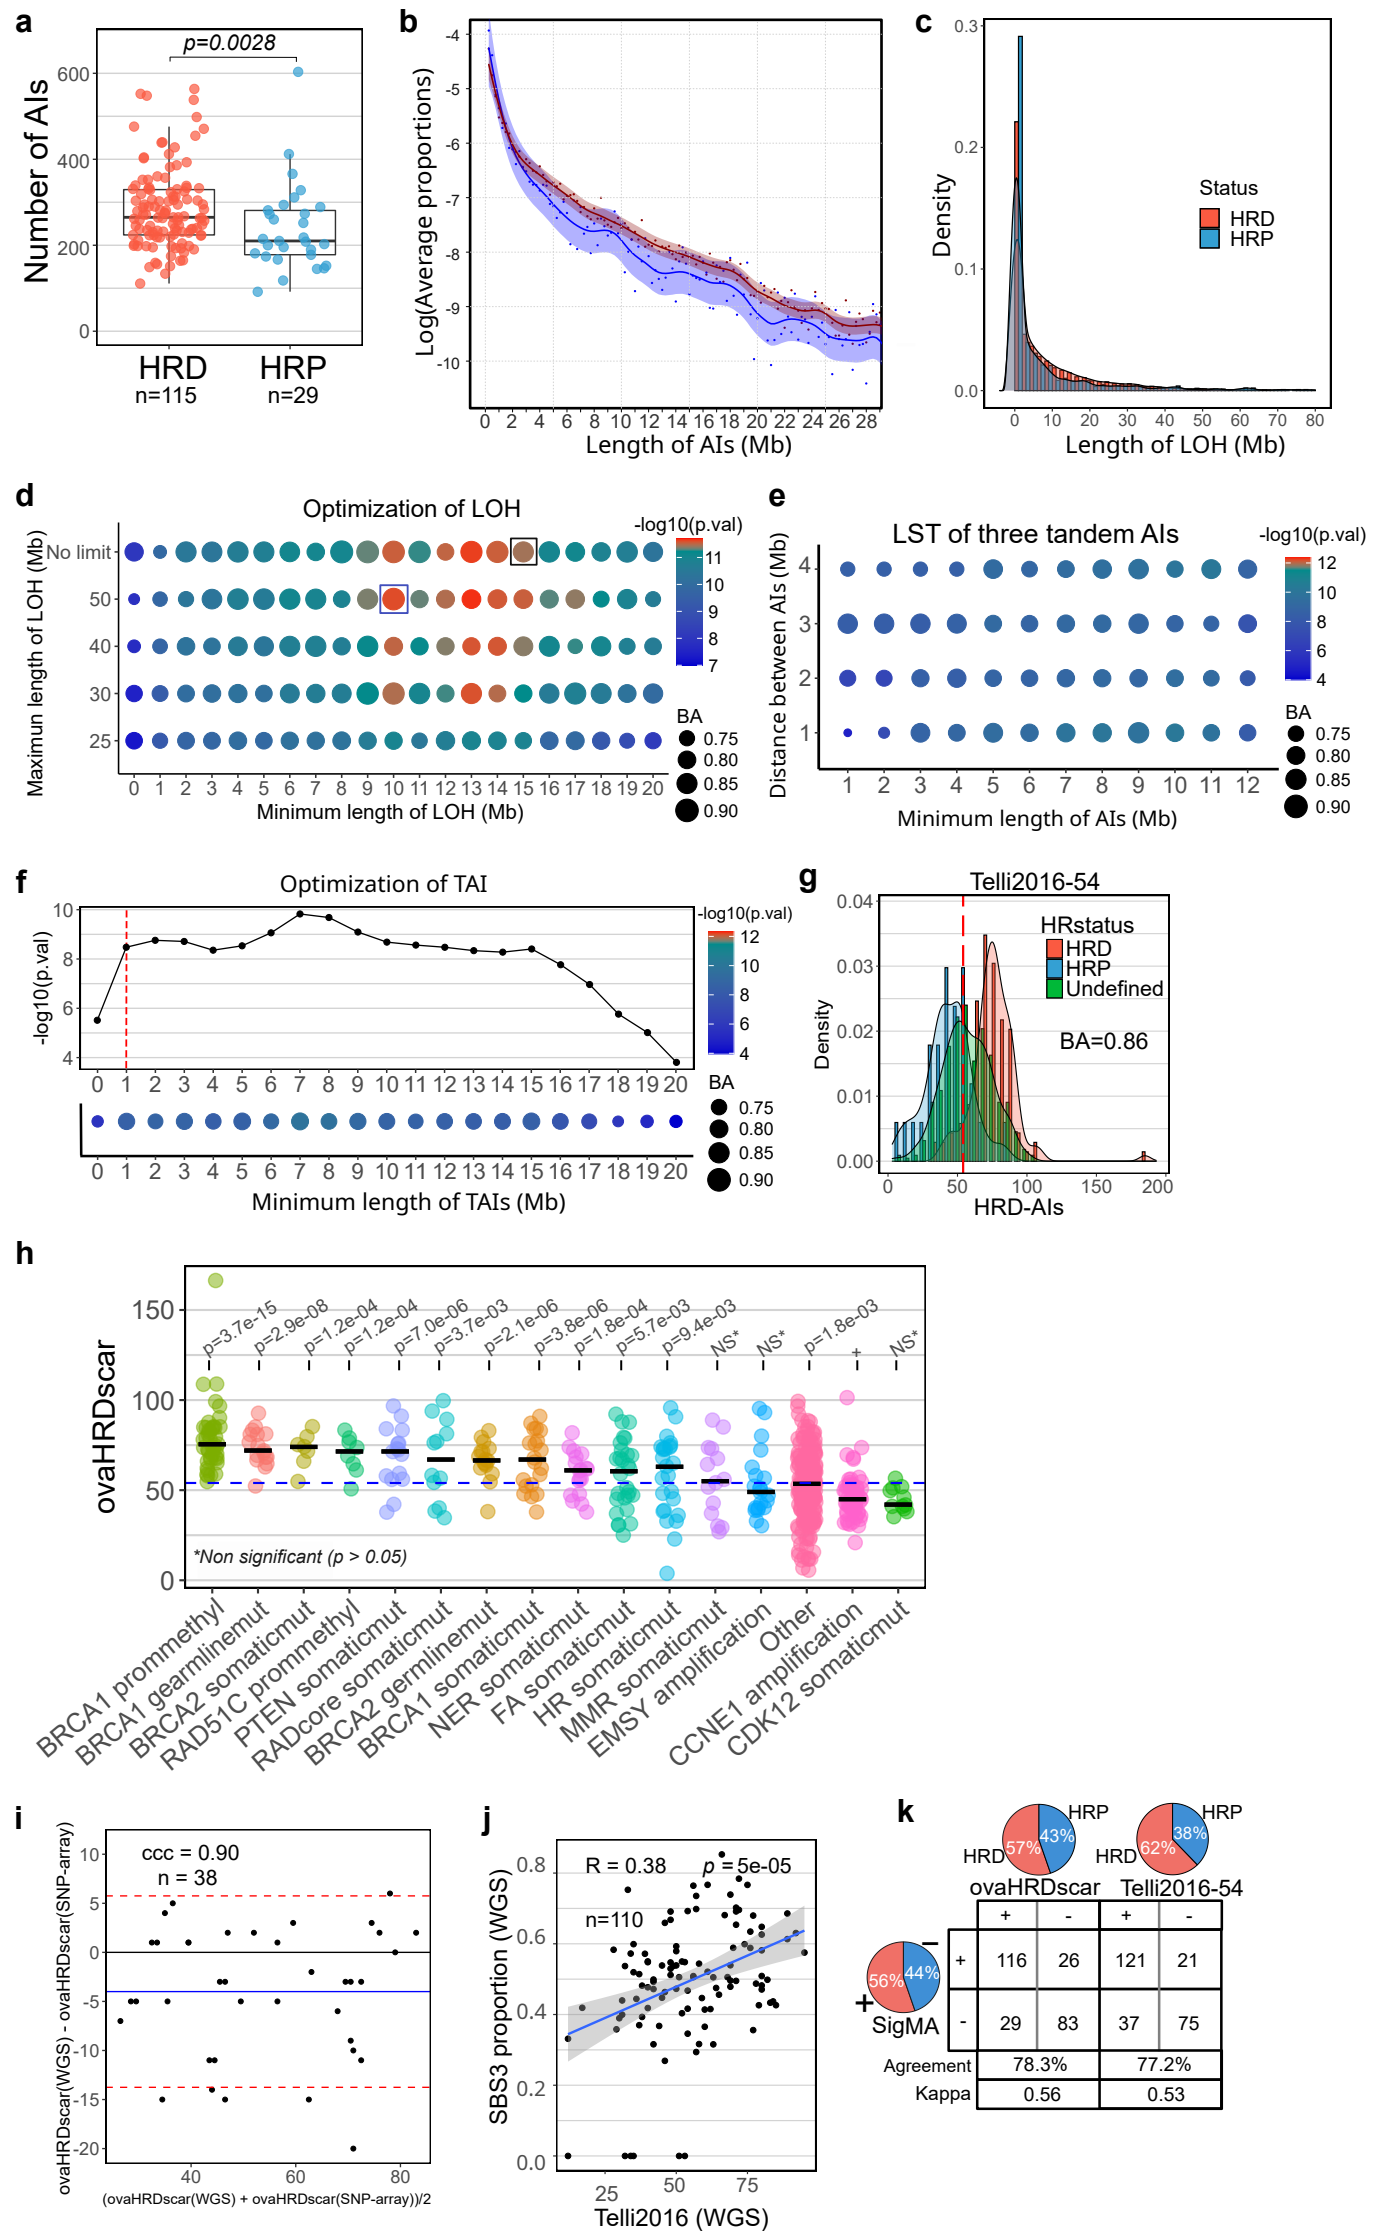 a
p=0.0028
Number of AIs
600
400
200
0
HRD
HRP
n=115
n=29
b
Log(Average proportions)
-4
-5
-6
-7
-8
-9
-10
0 2 4 6 8 10 12 14 16 18 20 22 24 26 28
Length of AIs (Mb)
c
Density
0.3
0.2
0.1
0.0
Status
HRD
HRP
0 10 20 30 40 50 60 70 80
Length of LOH (Mb)
d
Optimization of LOH
Maximun length of LOH (Mb)
No limit
50
40
30
25
0 1 2 3 4 5 6 7 8 9 10 11 12 13 14 15 16 17 18 19 20
Minimum length of LOH (Mb)
-log10(p.val)
11
10
9
8
7
BA
0.75
0.80
0.85
0.90
e
LST of three tandem AIs
Distance between AIs (Mb)
4
3
2
1
1 2 3 4 5 6 7 8 9 10 11 12
Minimum length of AIs (Mb)
-log10(p.val)
12
10
8
6
4
BA
0.75
0.80
0.85
0.90
f
Optimization of TAI
-log10(p.val)
10
8
6
4
0 1 2 3 4 5 6 7 8 9 10 11 12 13 14 15 16 17 18 19 20
0 1 2 3 4 5 6 7 8 9 10 11 12 13 14 15 16 17 18 19 20
Minimum length of TAIs (Mb)
-log10(p.val)
12
10
8
6
4
BA
0.75
0.80
0.85
0.90
g
Telli2016-54
Density
0.04
0.03
0.02
0.01
0.00
HRstatus
HRD
HRP
Undefined
BA=0.86
0 50 100 150 200
HRD-AIs
h
ovaHRDscar
150
100
50
0
p=3.7e-15
p=2.9e-08
p=1.2e-04
p=1.2e-04
p=7.0e-06
p=3.7e-03
p=2.1e-06
p=3.8e-06
p=1.8e-04
p=5.7e-03
p=9.4e-03
NS*
NS*
p=1.8e-03
+
NS*
*Non significant (p > 0.05)
BRCA1 prommethyl
BRCA1 gearmlinemut
BRCA2 somaticmut
RAD51C prommethyl
PTEN somaticmut
RADcore somaticmut
BRCA2 germlinemut
BRCA1 somaticmut
NER somaticmut
FA somaticmut
HR somaticmut
MMR somaticmut
EMSY amplification
Other
CCNE1 amplification
CDK12 somaticmut
i
ovaHRDscar(WGS) - ovaHRDscar(SNP-array)
10
5
0
-5
-10
-15
-20
ccc = 0.90
n = 38
40 60 80
(ovaHRDscar(WGS) + ovaHRDscar(SNP-array))/2
j
SBS3 proportion (WGS)
0.8
0.6
0.4
0.2
0.0
R = 0.38 p = 5e-05
n=110
25 50 75
Telli2016 (WGS)
k
HRP
43%
57%
HRD
ovaHRDscar
HRP
38%
62%
HRD
Telli2016-54
+ - + -
+ 116 26 121 21
- 29 83 37 75
−
56% 44%
+
SigMA
Agreement 78.3% 77.2%
Kappa 0.56 0.53